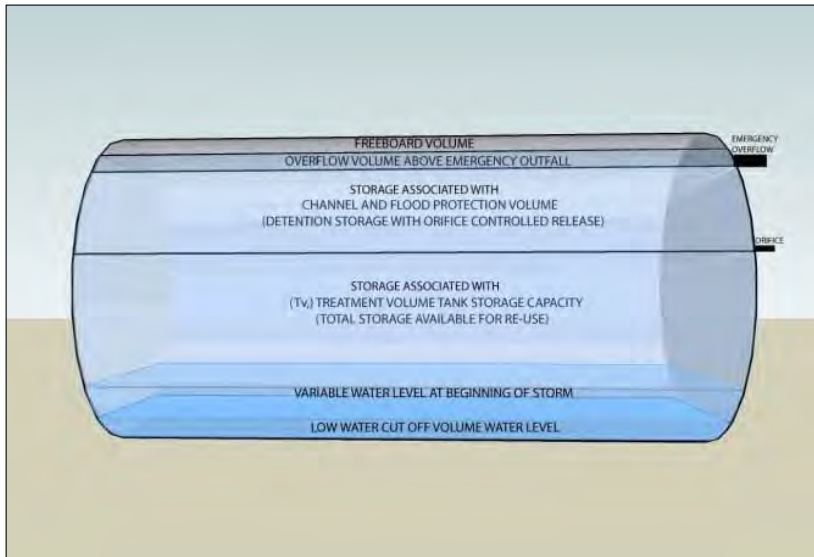 FREEBOARD VOLUME
EMERGENCY
OVERFLOW
OVERFLOW VOLUME ABOVE EMERGENCY OUTFALL
STORAGE ASSOCIATED WITH
CHANNEL AND FLOOD PROTECTION VOLUME
(DETENTION STORAGE WITH ORIFICE CONTROLLED RELEASE)
ORIFICE
STORAGE ASSOCIATED WITH
(Tv,) TREATMENT VOLUME TANK STORAGE CAPACITY
(TOTAL STORAGE AVAILABLE FOR RE-USE)
VARIABLE WATER LEVEL AT BEGINNING OF STORM
LOW WATER CUT OFF VOLUME WATER LEVEL